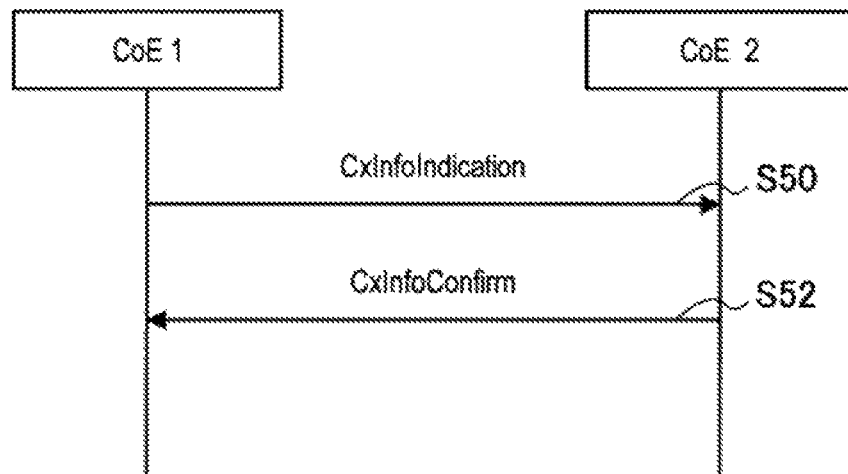 CoE 1
CoE 2
CxInfoIndication
S50
CxInfoConfirm
S52